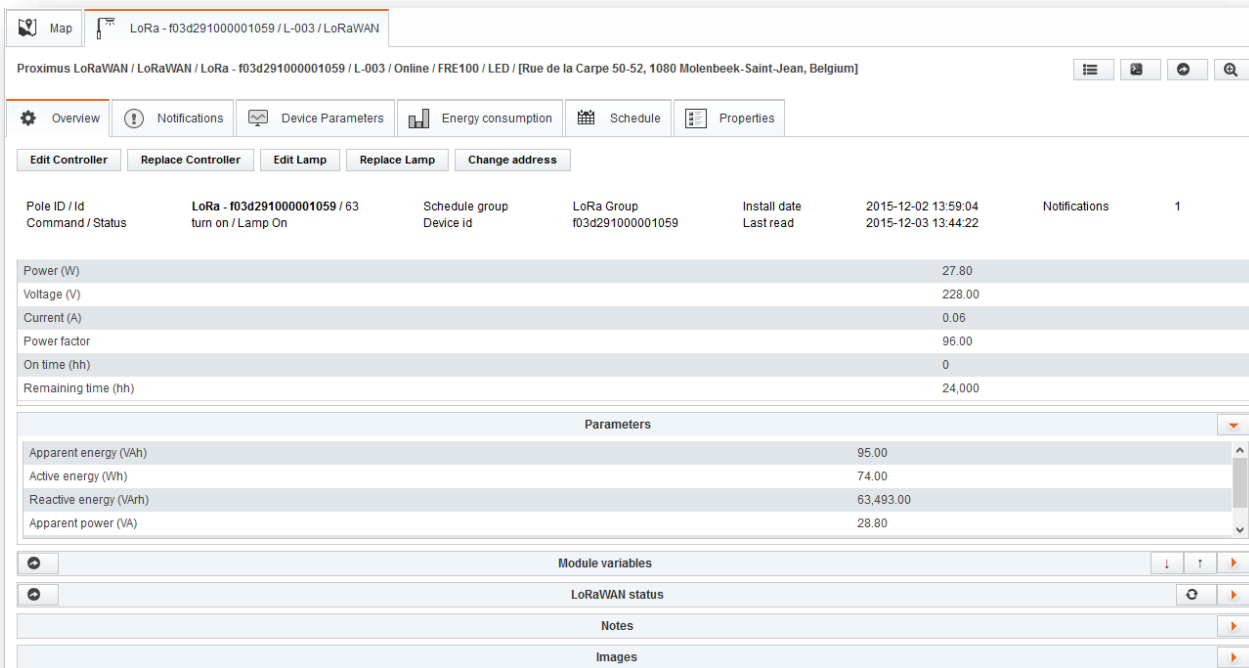 Map LoRa - f03d291000001059 / L-003 / LoRaWAN
Proximus LoRaWAN / LoRaWAN / LoRa - f03d291000001059 / L-003 / Online / FRE100 / LED / [Rue de la Carpe 50-52, 1080 Molenbeek-Saint-Jean, Belgium]
Overview Notifications Device Parameters Energy consumption Schedule Properties
Edit Controller Replace Controller Edit Lamp Replace Lamp Change address
Pole ID / Id LoRa - f03d291000001059 / 63 Schedule group LoRa Group Install date 2015-12-02 13:59:04 Notifications 1
Command / Status turn on / Lamp On Device id f03d291000001059 Last read 2015-12-03 13:44:22
Power (W) 27.80
Voltage (V) 228.00
Current (A) 0.06
Power factor 96.00
On time (hh) 0
Remaining time (hh) 24,000
Parameters
Apparent energy (VAh) 95.00
Active energy (Wh) 74.00
Reactive energy (VArh) 63,493.00
Apparent power (VA) 28.80
Module variables
LoRaWAN status
Notes
Images